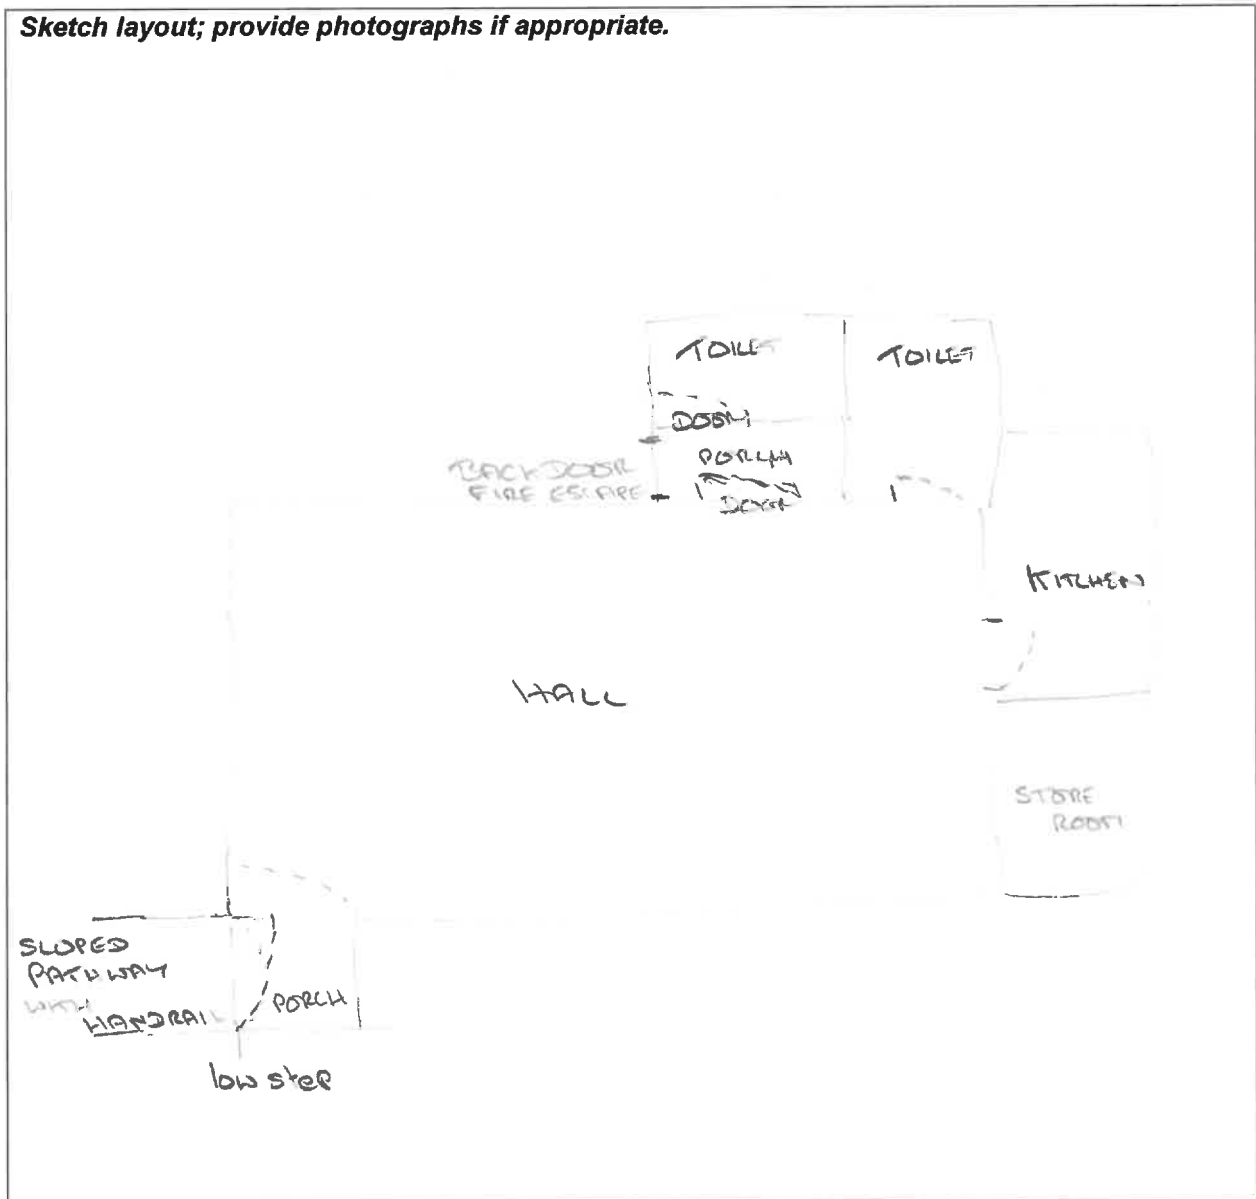 Sketch layout; provide photographs if appropriate.
TOILET
TOILET
DOOR
PORCH
DOOR
BACK DOOR
FIRE ESCAPE
KITCHEN
HALL
STORE
ROOM
SLOPED
PATHWAY
WITH
HANDRAIL
PORCH
low step